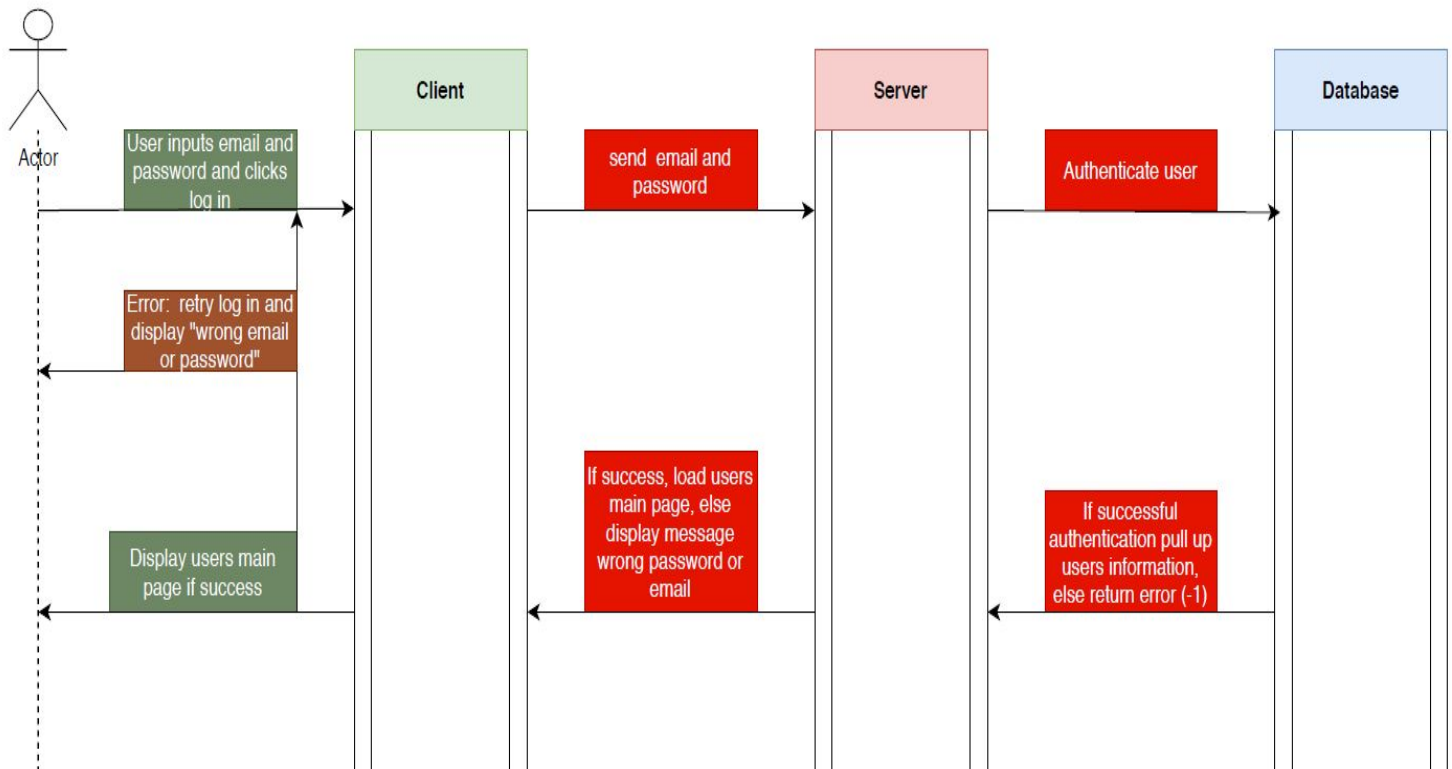 Client
Server
Database
Actor
User inputs email and
password and clicks
log in
send email and
password
Authenticate user
Error: retry log in and
display "wrong email
or password"
If success, load users
main page, else
display message
wrong password or
email
If successful
authentication pull up
users information,
else return error (-1)
Display users main
page if success